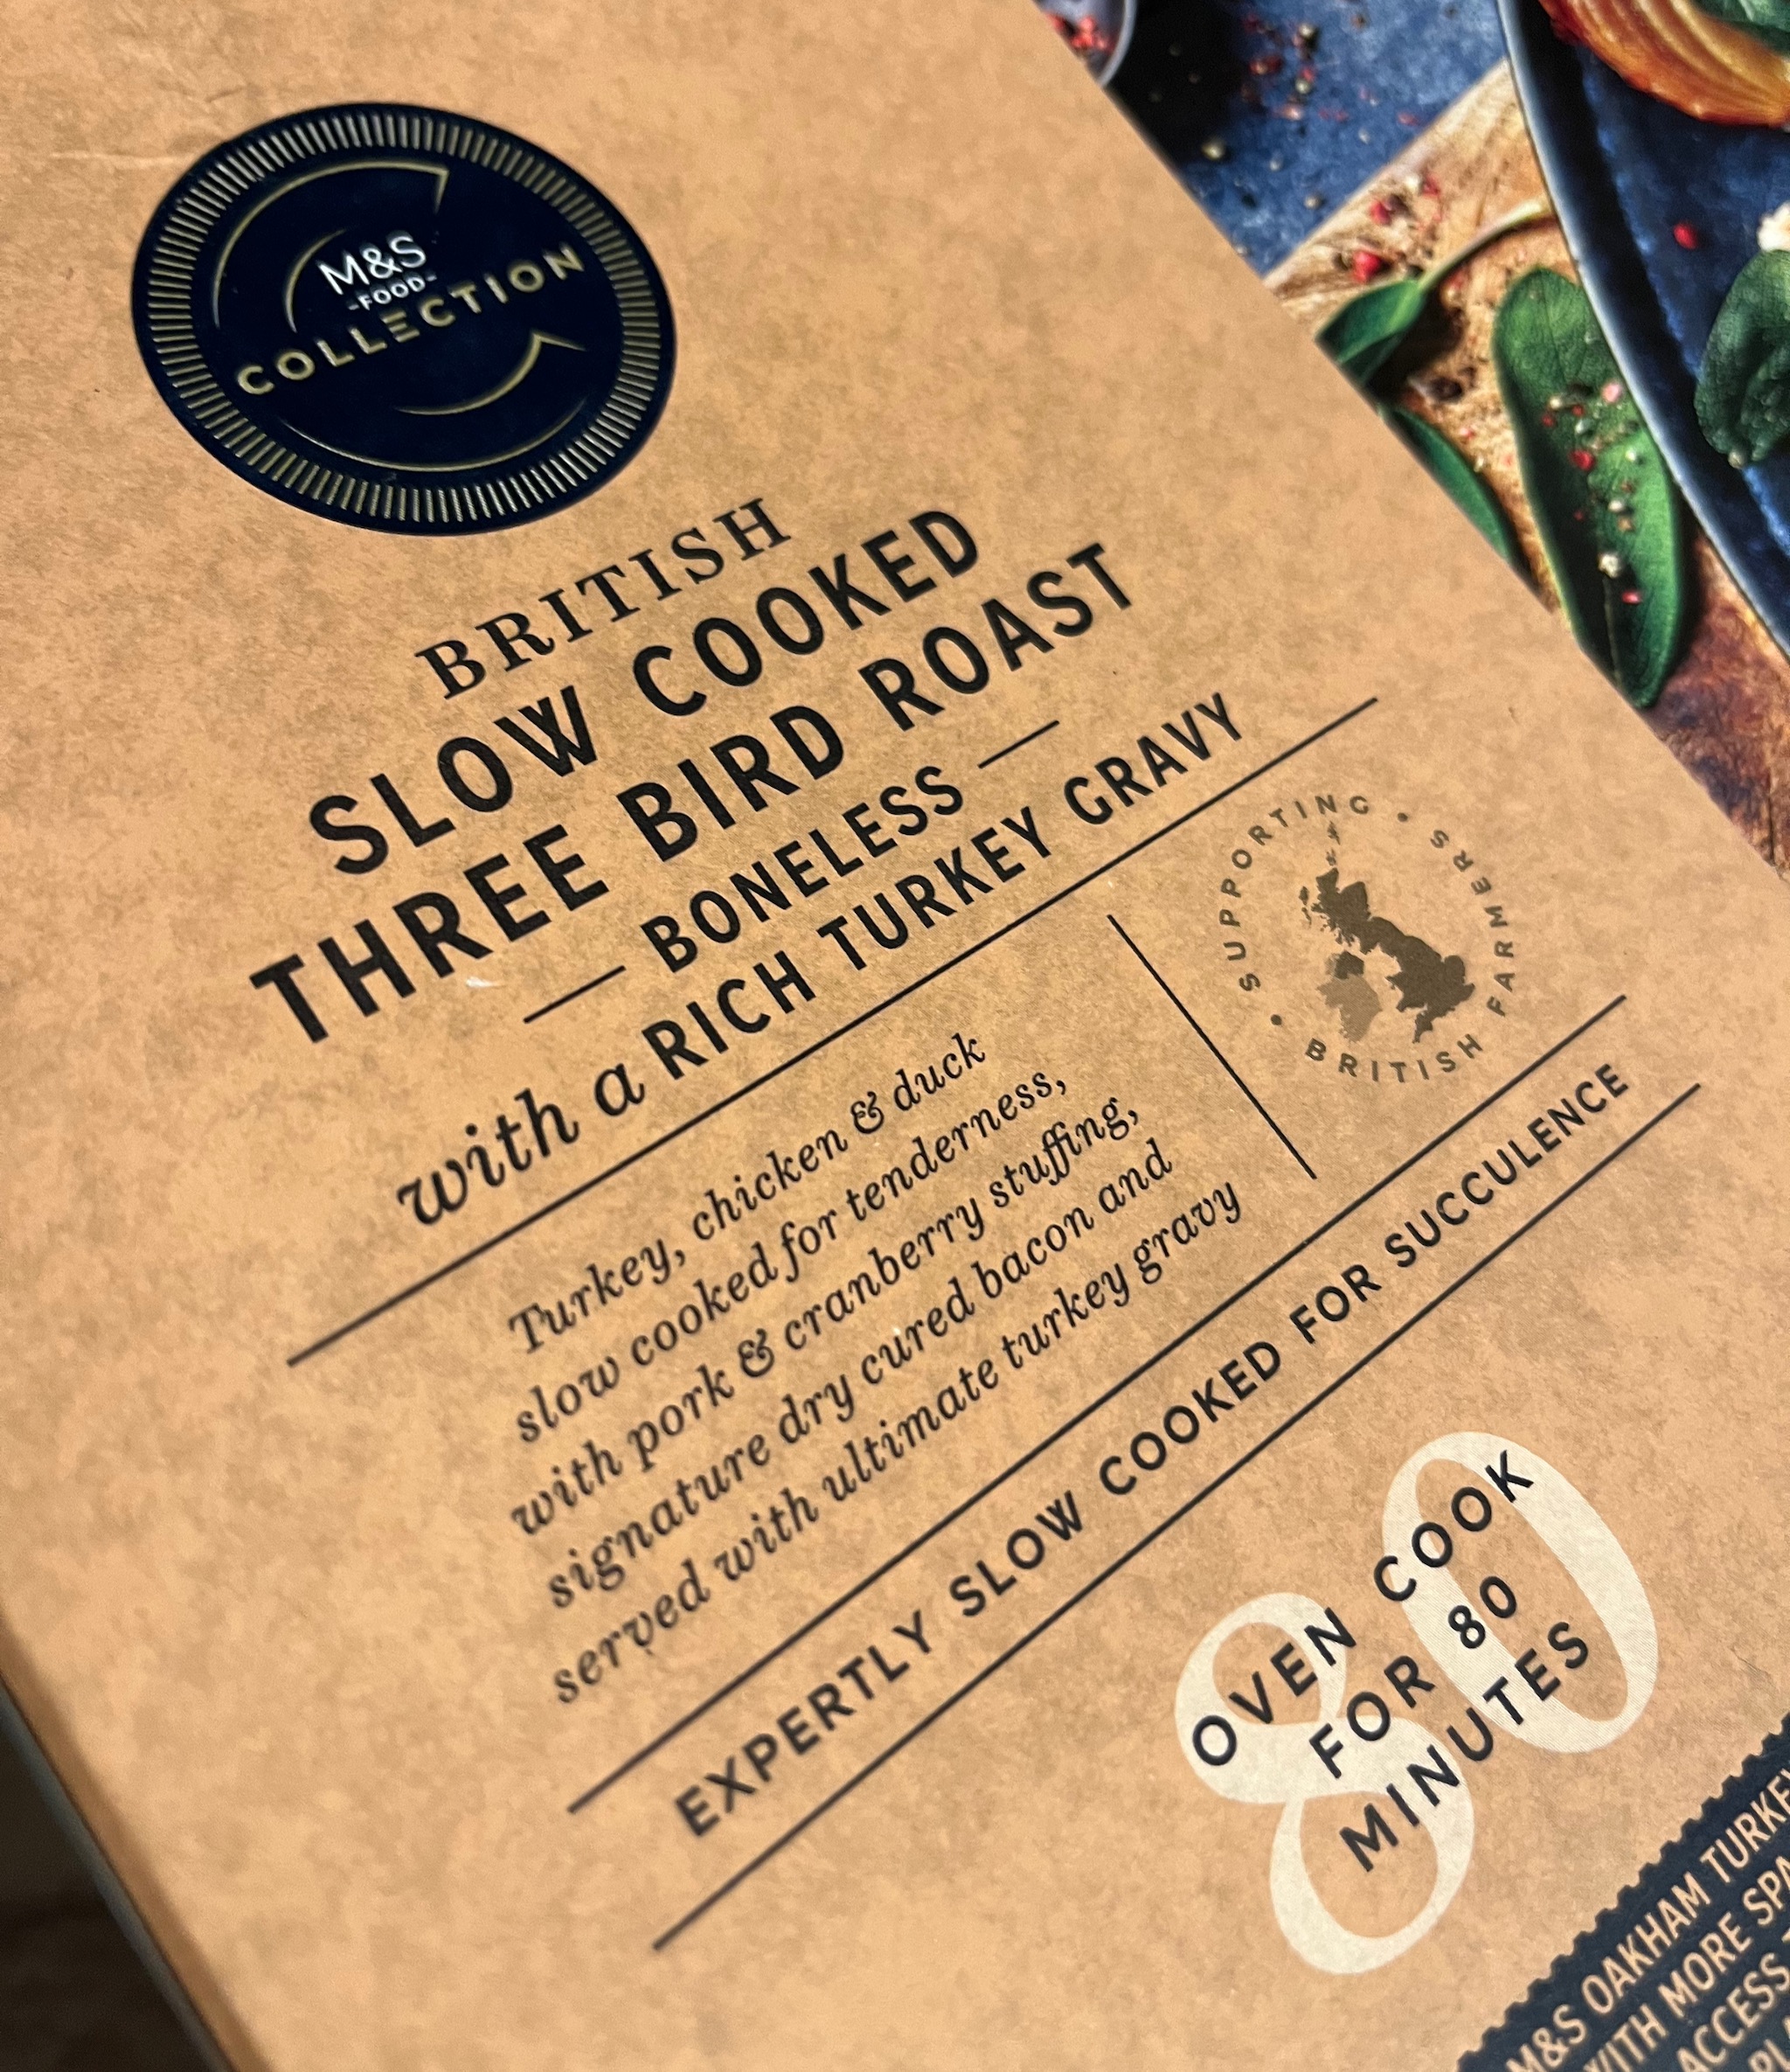 M&S
-FOOD-
COLLECTION
BRITISH
SLOW COOKED
THREE BIRD ROAST
— BONELESS —
with a RICH TURKEY GRAVY
Turkey, chicken & duck
slow cooked for tenderness,
with pork & cranberry stuffing,
signature dry cured bacon and
served with ultimate turkey gravy
• SUPPORTING • BRITISH FARMERS
EXPERTLY SLOW COOKED FOR SUCCULENCE
80
OVEN COOK
FOR 80
MINUTES
M&S OAKHAM TURKEY
WITH MORE
ACCESS